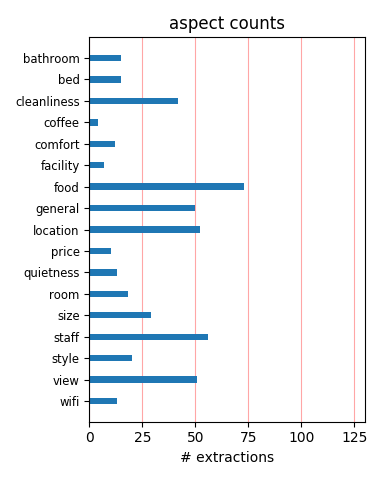 aspect counts
bathroom
bed
cleanliness
coffee
comfort
facility
food
general
location
price
quietness
room
size
staff
style
view
wifi
0 25 50 75 100 125
# extractions